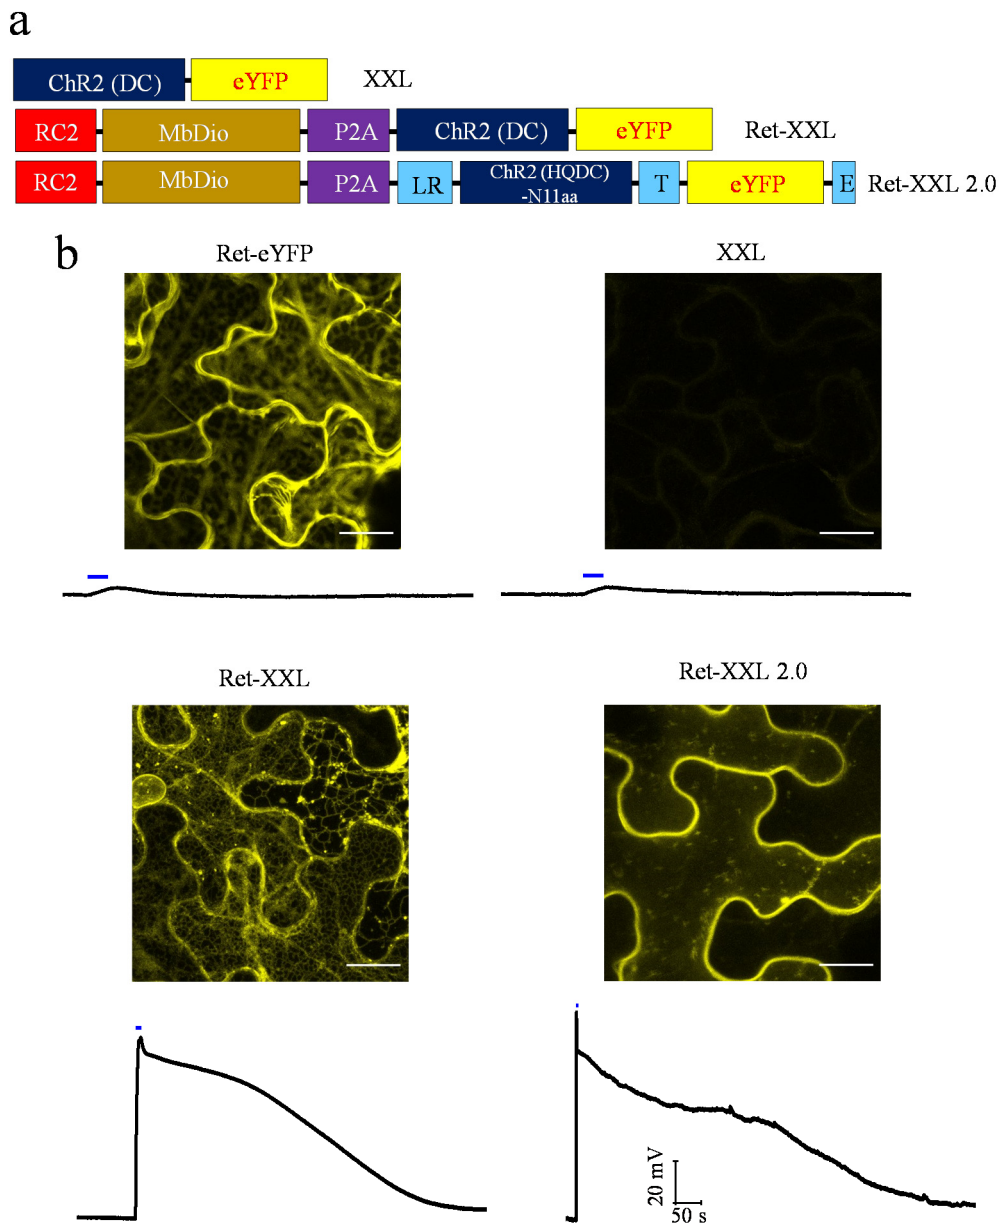 a
ChR2 (DC) eYFP XXL
RC2 MbDio P2A ChR2 (DC) eYFP Ret-XXL
RC2 MbDio P2A LR ChR2 (HQDC) -N11aa T eYFP E Ret-XXL 2.0
b
Ret-eYFP XXL
Ret-XXL Ret-XXL 2.0
20 mV
50 s